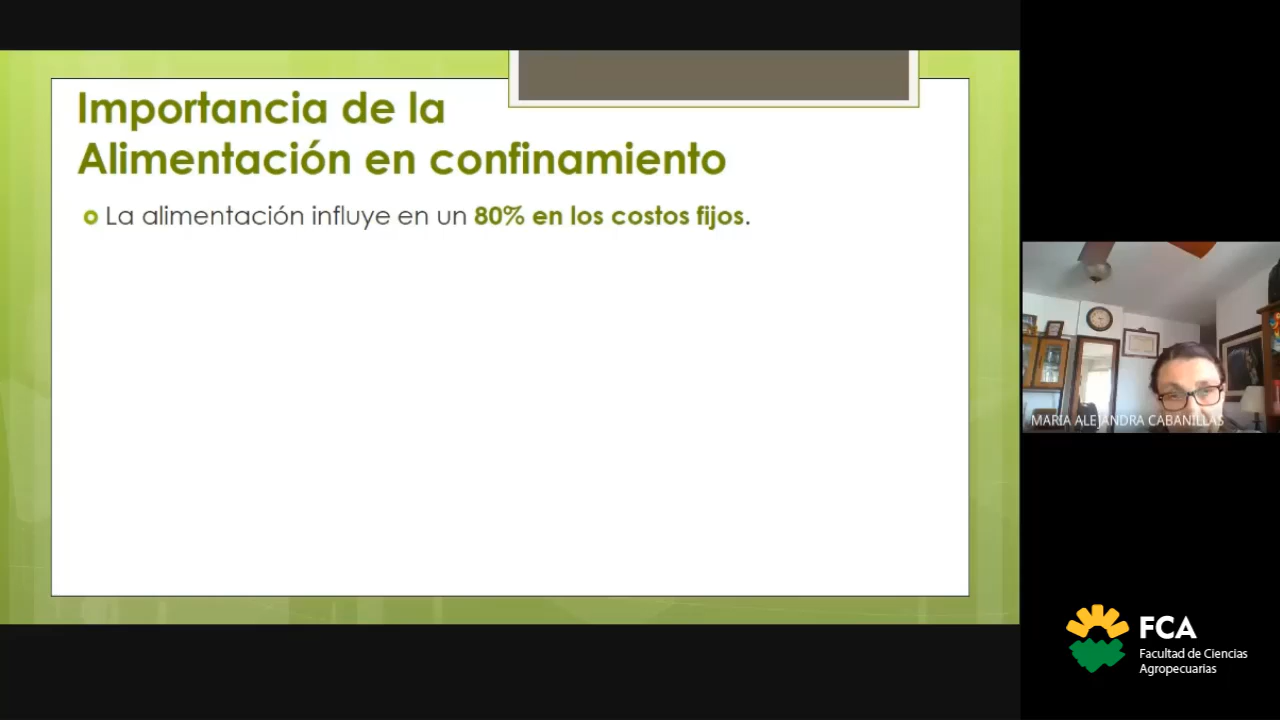 Importancia de la
Alimentación en confinamiento
La alimentación influye en un 80% en los costos fijos.
MARIA ALEJANDRA CABANILLAS
FCA
Facultad de Ciencias
Agropecuarias